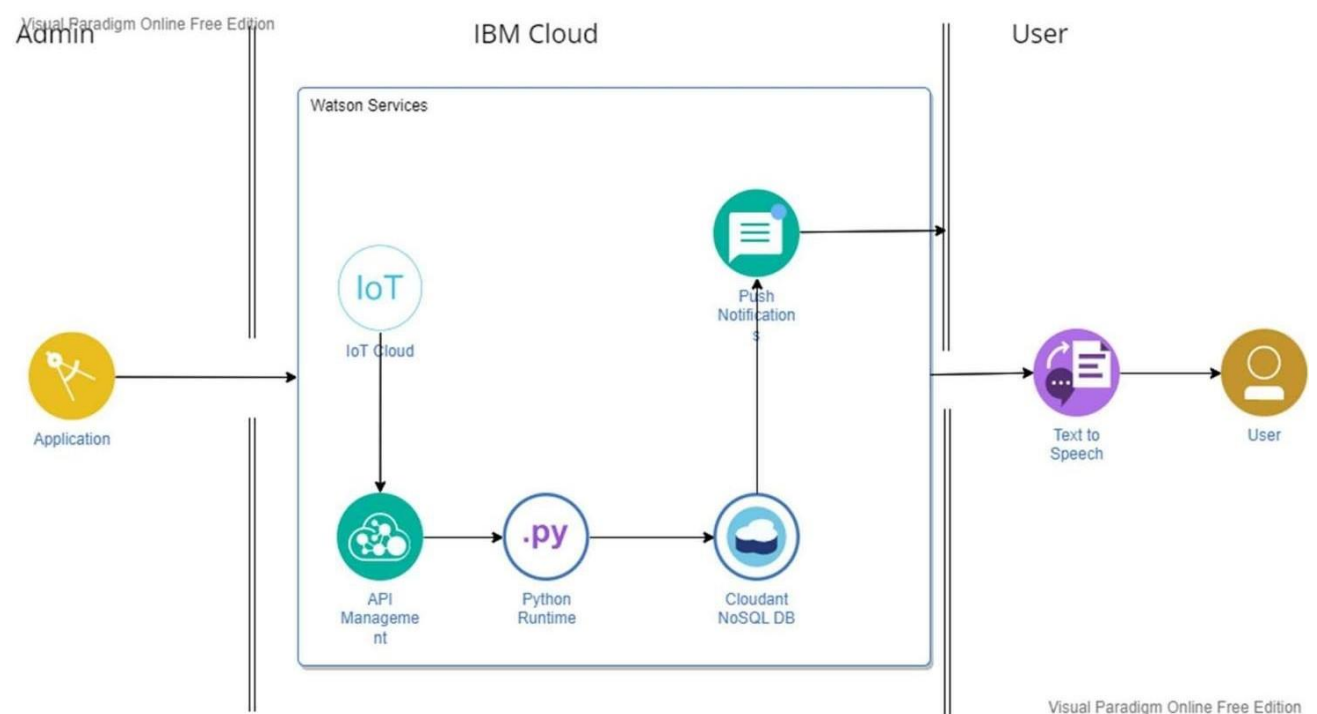 Visual Paradigm Online Free Edition
Admin
IBM Cloud
User
Watson Services
IoT
IoT Cloud
Push
Notification
s
Application
Text to
Speech
User
.py
API
Manageme
nt
Python
Runtime
Cloudant
NoSQL DB
Visual Paradigm Online Free Edition